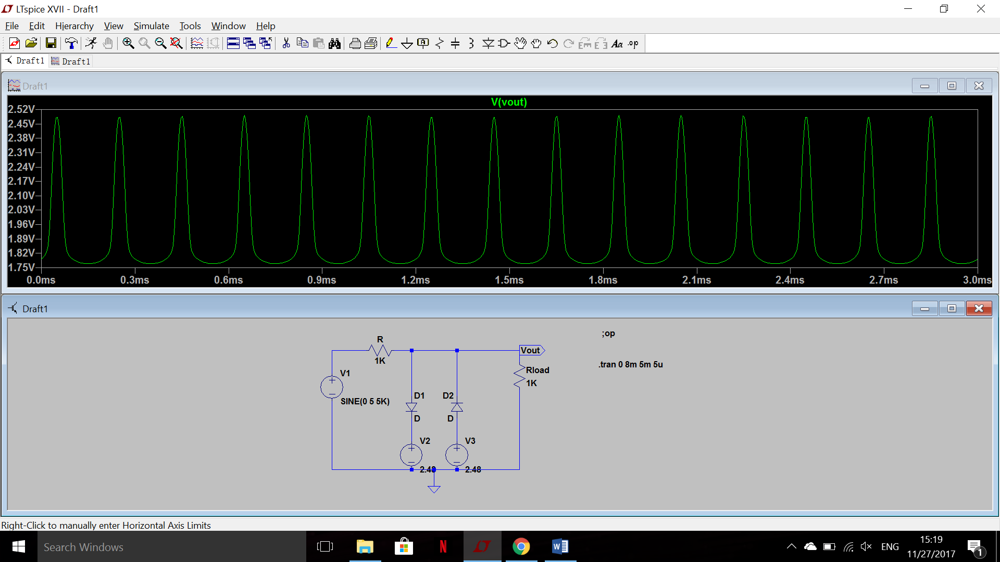 LTspice XVII - Draft1
File Edit Hierarchy View Simulate Tools Window Help
Draft1 Draft1
Draft1
V(vout)
2.52V
2.45V
2.38V
2.31V
2.24V
2.17V
2.10V
2.03V
1.96V
1.89V
1.82V
1.75V
0.0ms 0.3ms 0.6ms 0.9ms 1.2ms 1.5ms 1.8ms 2.1ms 2.4ms 2.7ms 3.0ms
Draft1
;op
R
1K
Vout
.tran 0 8m 5m 5u
V1
SINE(0 5 5K)
Rload
1K
D1
D
D2
D
V2
2.48
V3
2.48
Right-Click to manually enter Horizontal Axis Limits
Search Windows
ENG
15:19
11/27/2017
1